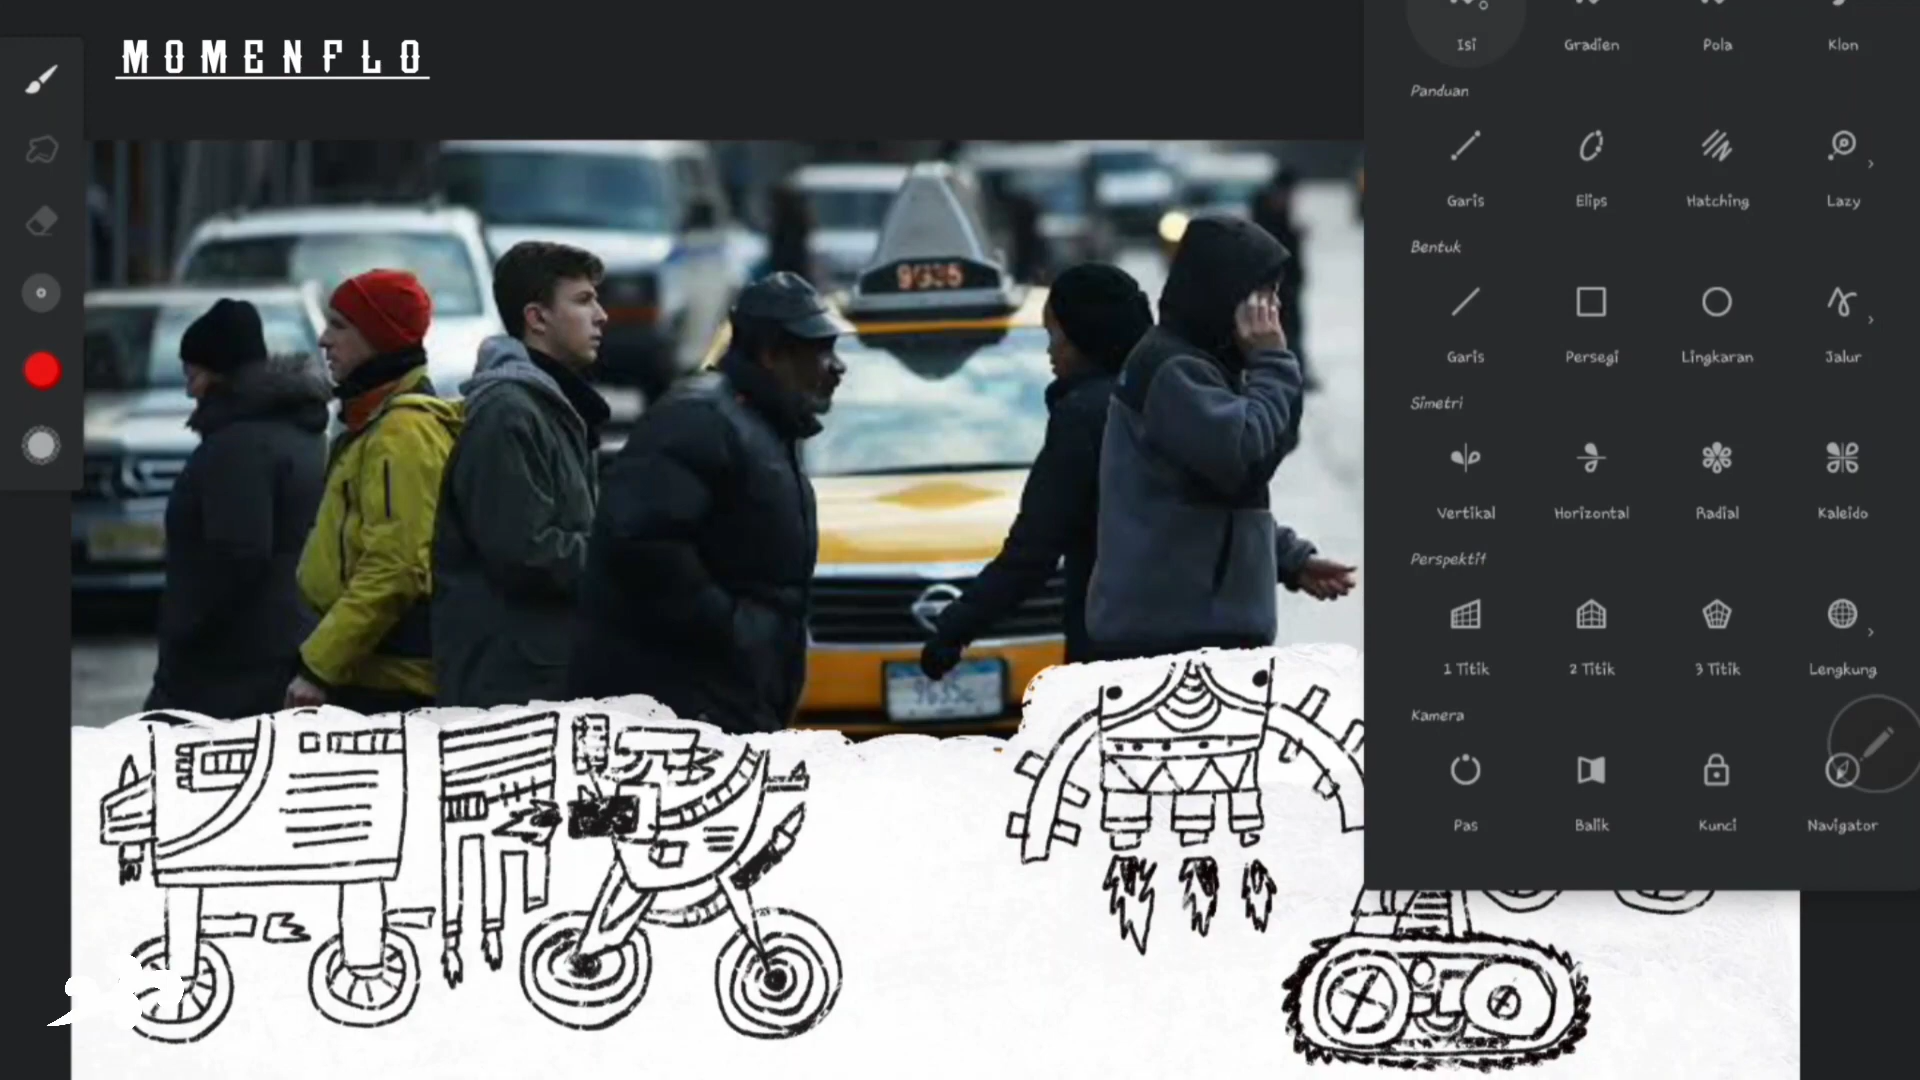 MOMENFLO
Isi Gradien Pola Klon
Panduan
Garis Elips Hatching Lazy
Bentuk
Garis Persegi Lingkaran Jalur
Simetri
Vertikal Horizontal Radial Kaleido
Perspektif
1 Titik 2 Titik 3 Titik Lengkung
Kamera
Pas Balik Kunci Navigator